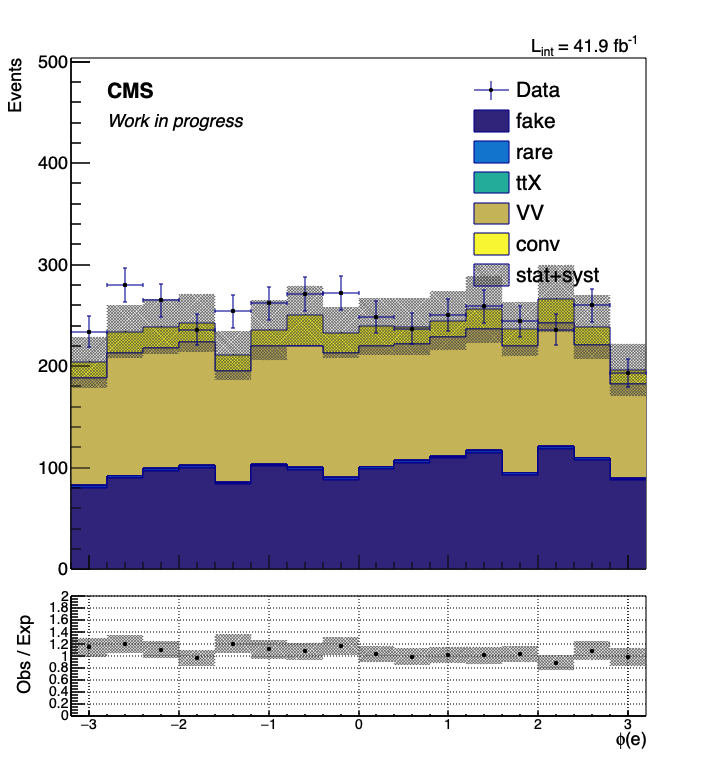 L_int = 41.9 fb^-1
Events
500
400
300
200
100
0
CMS
Work in progress
Data
fake
rare
ttX
VV
conv
stat+syst
Obs / Exp
2
1.8
1.6
1.4
1.2
1
0.8
0.6
0.4
0.2
0
−3 −2 −1 0 1 2 3
ϕ(e)